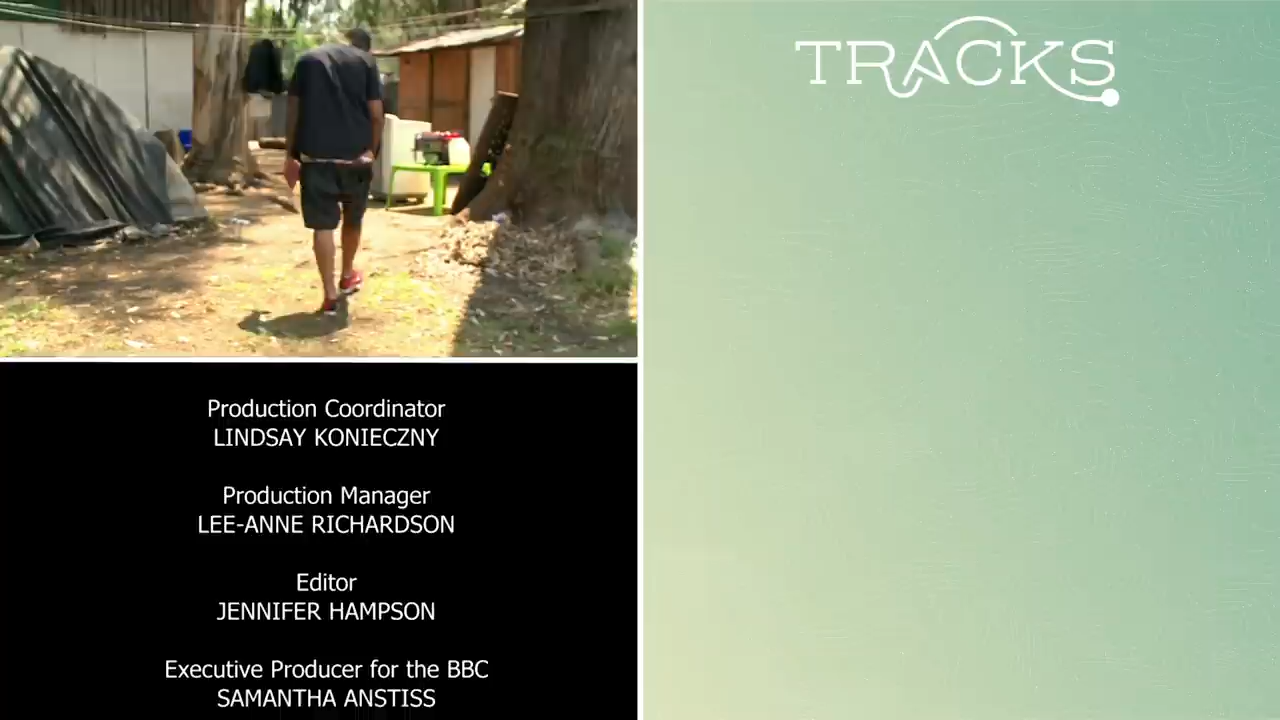 TRACKS
Production Coordinator
LINDSAY KONIECZNY
Production Manager
LEE-ANNE RICHARDSON
Editor
JENNIFER HAMPSON
Executive Producer for the BBC
SAMANTHA ANSTISS